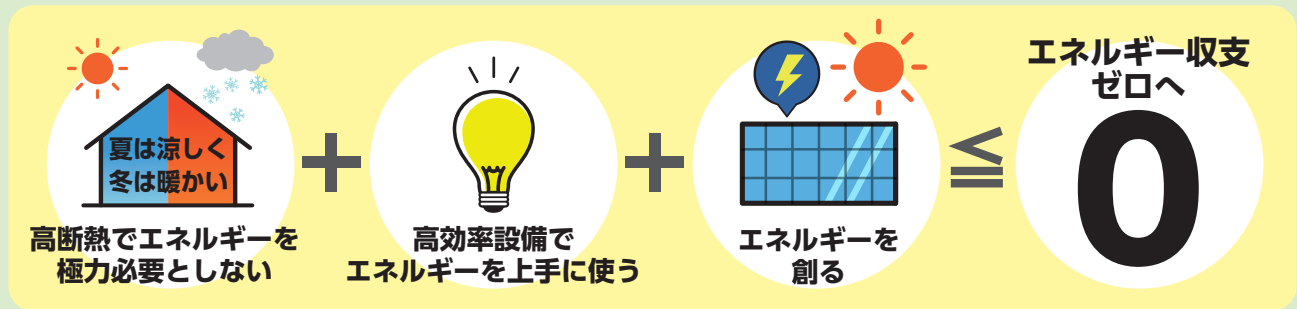 夏は涼しく
冬は暖かい
高断熱でエネルギーを
極力必要としない
+
高効率設備で
エネルギーを上手に使う
+
エネルギーを
創る
≦
エネルギー収支
ゼロへ
0